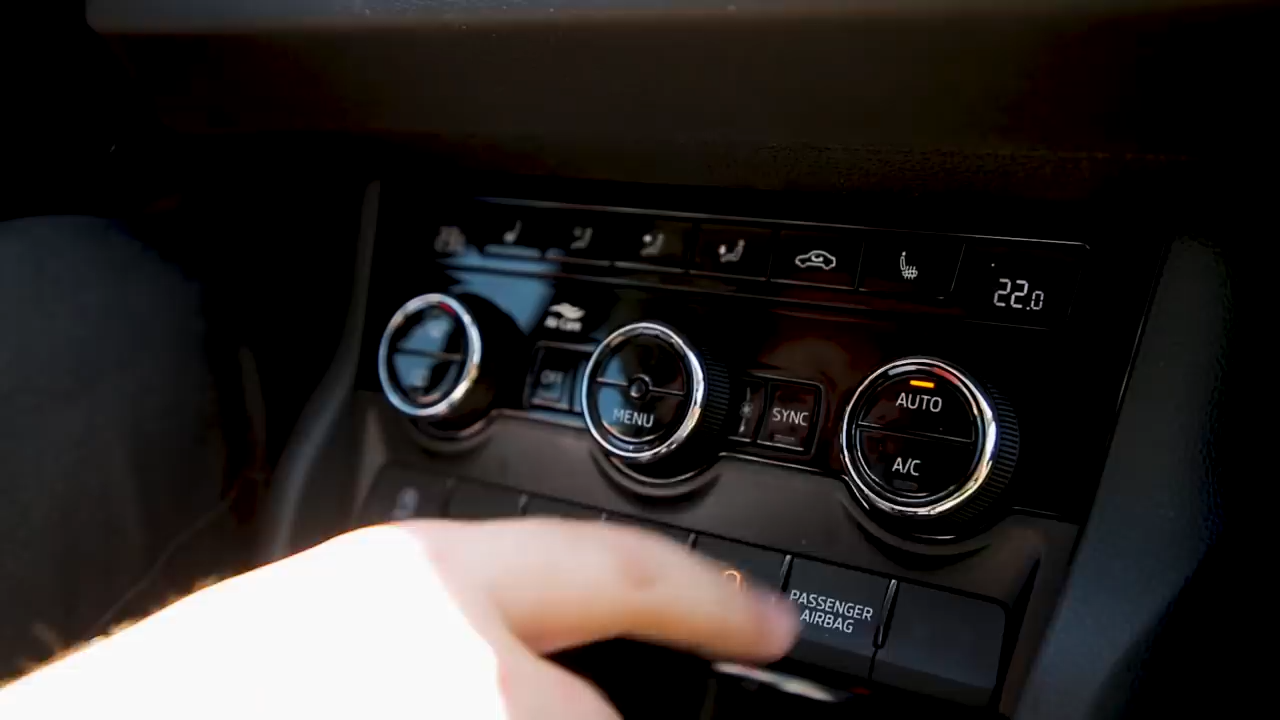 22.0
Air Care
OFF
MENU
SYNC
AUTO
A/C
PASSENGER
AIRBAG